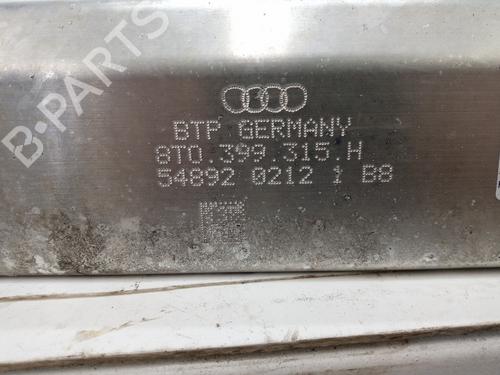 B-PARTS
BTP GERMANY
8T0.399.315.H
54892 0212 1 B8